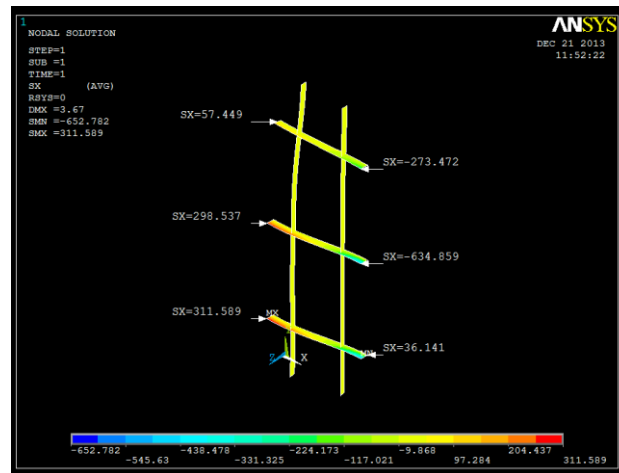 1
NODAL SOLUTION
ANSYS
DEC 21 2013
11:52:22
STEP=1
SUB =1
TIME=1
SX (AVG)
RSYS=0
DMX =3.67
SMN =-652.782
SMX =311.589
SX=57.449
SX=-273.472
SX=298.537
SX=-634.859
SX=311.589
MX
SX=36.141
Z
X
-652.782 -438.478 -224.173 -9.868 204.437
-545.63 -331.325 -117.021 97.284 311.589